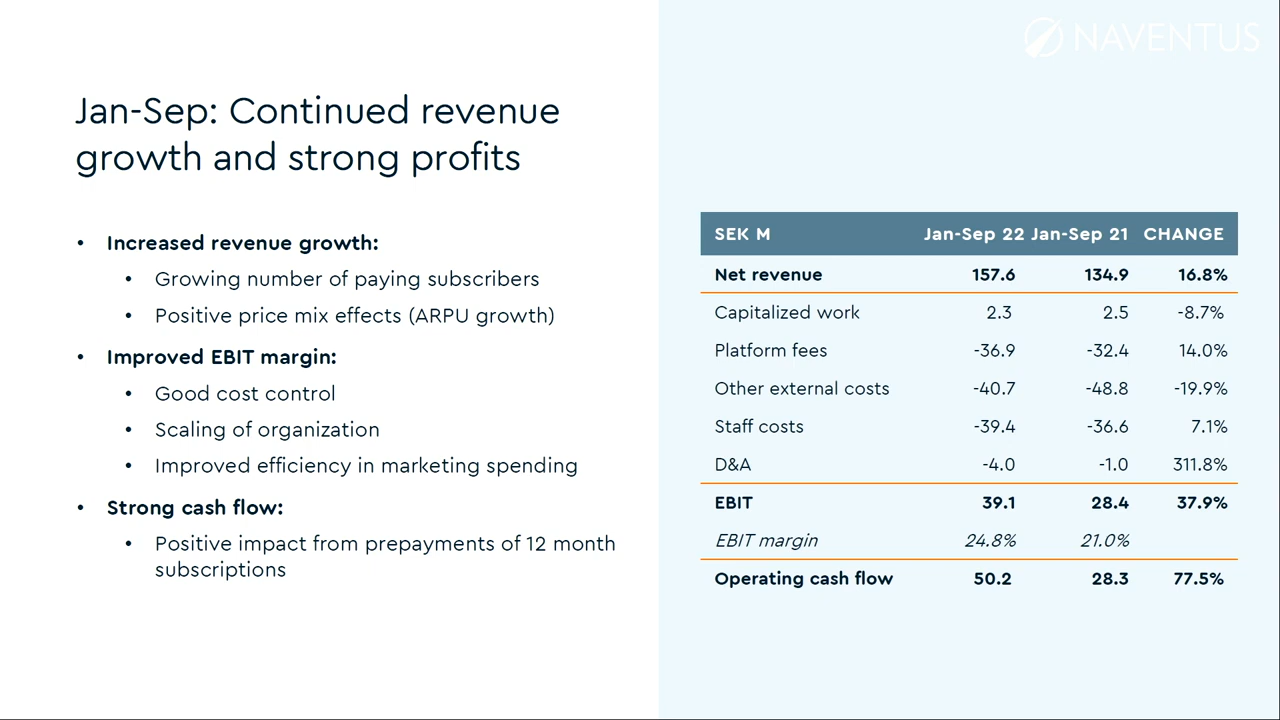 NAVENTUS
Jan-Sep: Continued revenue
growth and strong profits
• Increased revenue growth:
• Growing number of paying subscribers
• Positive price mix effects (ARPU growth)
• Improved EBIT margin:
• Good cost control
• Scaling of organization
• Improved efficiency in marketing spending
• Strong cash flow:
• Positive impact from prepayments of 12 month
subscriptions
SEK M Jan-Sep 22 Jan-Sep 21 CHANGE
Net revenue 157.6 134.9 16.8%
Capitalized work 2.3 2.5 -8.7%
Platform fees -36.9 -32.4 14.0%
Other external costs -40.7 -48.8 -19.9%
Staff costs -39.4 -36.6 7.1%
D&A -4.0 -1.0 311.8%
EBIT 39.1 28.4 37.9%
EBIT margin 24.8% 21.0%
Operating cash flow 50.2 28.3 77.5%